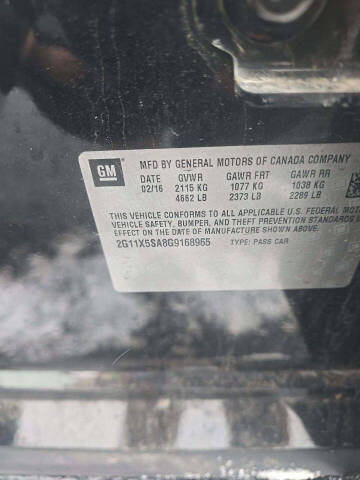 GM
MFD BY GENERAL MOTORS OF CANADA COMPANY
DATE GVWR GAWR FRT GAWR RR
02/16 2115 KG 1077 KG 1038 KG
4662 LB 2373 LB 2289 LB
THIS VEHICLE CONFORMS TO ALL APPLICABLE U.S. FEDERAL
VEHICLE SAFETY, BUMPER, AND THEFT PREVENTION STANDARDS
EFFECT ON THE DATE OF MANUFACTURE SHOWN ABOVE.
2G11X5SA8G9168965 TYPE: PASS CAR